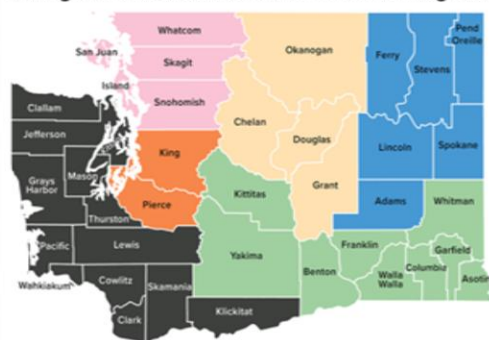 Whatcom
Okanogan
Pend
Oreille
San Juan
Ferry
Stevens
Skagit
Island
Snohomish
Clallam
Chelan
Jefferson
Douglas
King
Lincoln
Spokane
Grays
Harbor
Mason
Kittitas
Grant
Pierce
Adams
Whitman
Thurston
Pacific
Lewis
Yakima
Franklin
Garfield
Benton
Columbia
Walla
Walla
Asotin
Wahkiakum
Cowlitz
Skamania
Klickitat
Clark